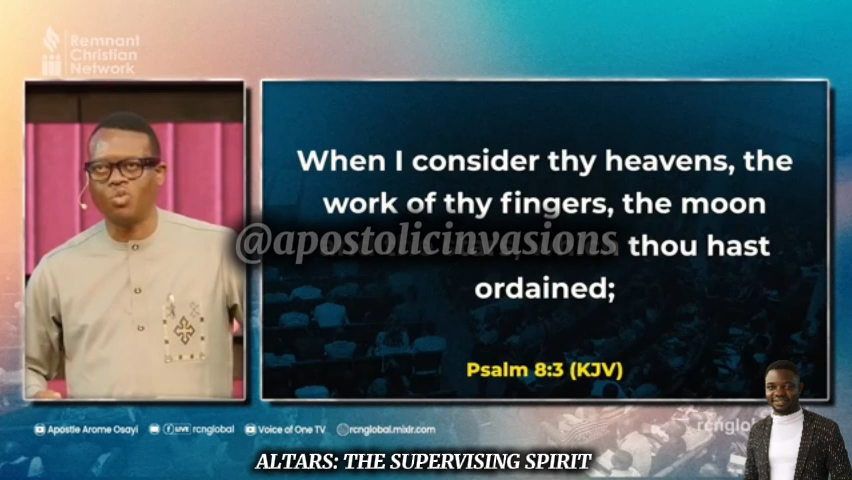 Remnant
Christian
Network
When I consider thy heavens, the
work of thy fingers, the moon
@apostolicinvasions
thou hast
ordained;
Psalm 8:3 (KJV)
Apostle Arome Osayi
LIVE rcnglobal
Voice of One TV
rcnglobal.mixlr.com
rcnglob
ALTARS: THE SUPERVISING SPIRIT